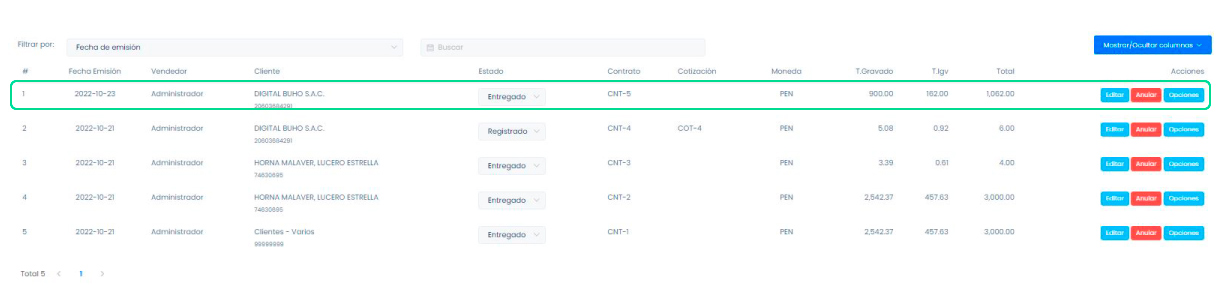 Filtrar por: Fecha de emisión Buscar Mostrar/Ocultar columnas
# Fecha Emisión Vendedor Cliente Estado Contrato Cotización Moneda T.Gravado T.Igv Total Acciones
1 2022-10-23 Administrador DIGITAL BUHO S.A.C. Entregado CNT-5 PEN 900.00 162.00 1,062.00 Editar Anular Opciones
20603684281
2 2022-10-21 Administrador DIGITAL BUHO S.A.C. Registrado CNT-4 COT-4 PEN 5.08 0.92 6.00 Editar Anular Opciones
20603684281
3 2022-10-21 Administrador HORNA MALAVER, LUCERO ESTRELLA Entregado CNT-3 PEN 3.39 0.61 4.00 Editar Anular Opciones
74630695
4 2022-10-21 Administrador HORNA MALAVER, LUCERO ESTRELLA Entregado CNT-2 PEN 2,542.37 457.63 3,000.00 Editar Anular Opciones
74630695
5 2022-10-21 Administrador Clientes - Varios Entregado CNT-1 PEN 2,542.37 457.63 3,000.00 Editar Anular Opciones
99999999
Total 5 < 1 >